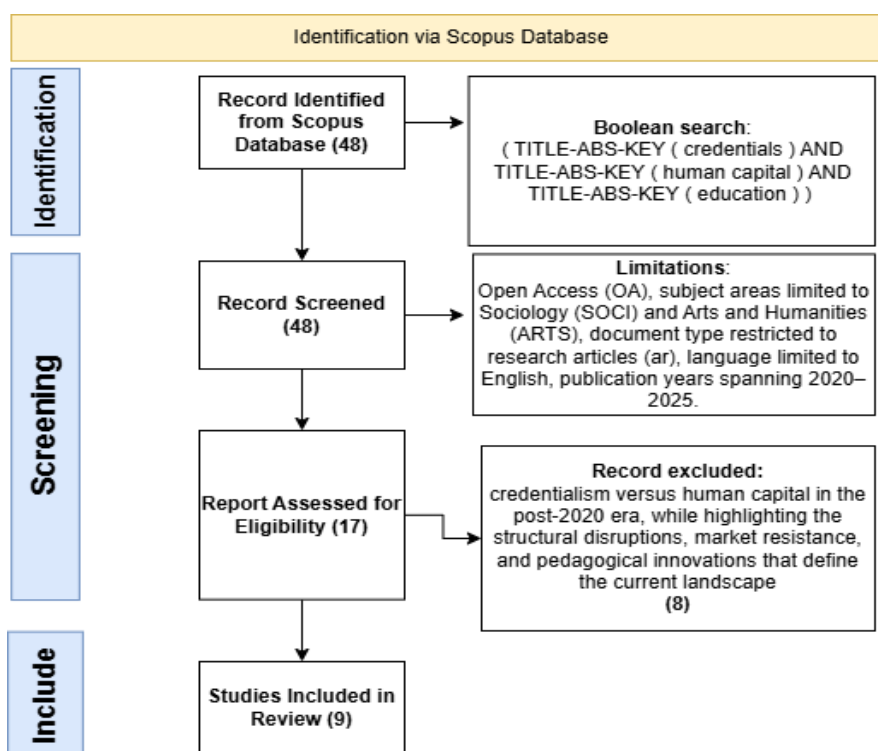 Identification via Scopus Database
Identification
Record Identified
from Scopus
Database (48)
Boolean search:
( TITLE-ABS-KEY ( credentials ) AND
TITLE-ABS-KEY ( human capital ) AND
TITLE-ABS-KEY ( education ) )
Screening
Record Screened
(48)
Limitations:
Open Access (OA), subject areas limited to
Sociology (SOCI) and Arts and Humanities
(ARTS), document type restricted to
research articles (ar), language limited to
English, publication years spanning 2020–
2025.
Report Assessed for
Eligibility (17)
Record excluded:
credentialism versus human capital in the
post-2020 era, while highlighting the
structural disruptions, market resistance,
and pedagogical innovations that define
the current landscape
(8)
Include
Studies Included in
Review (9)